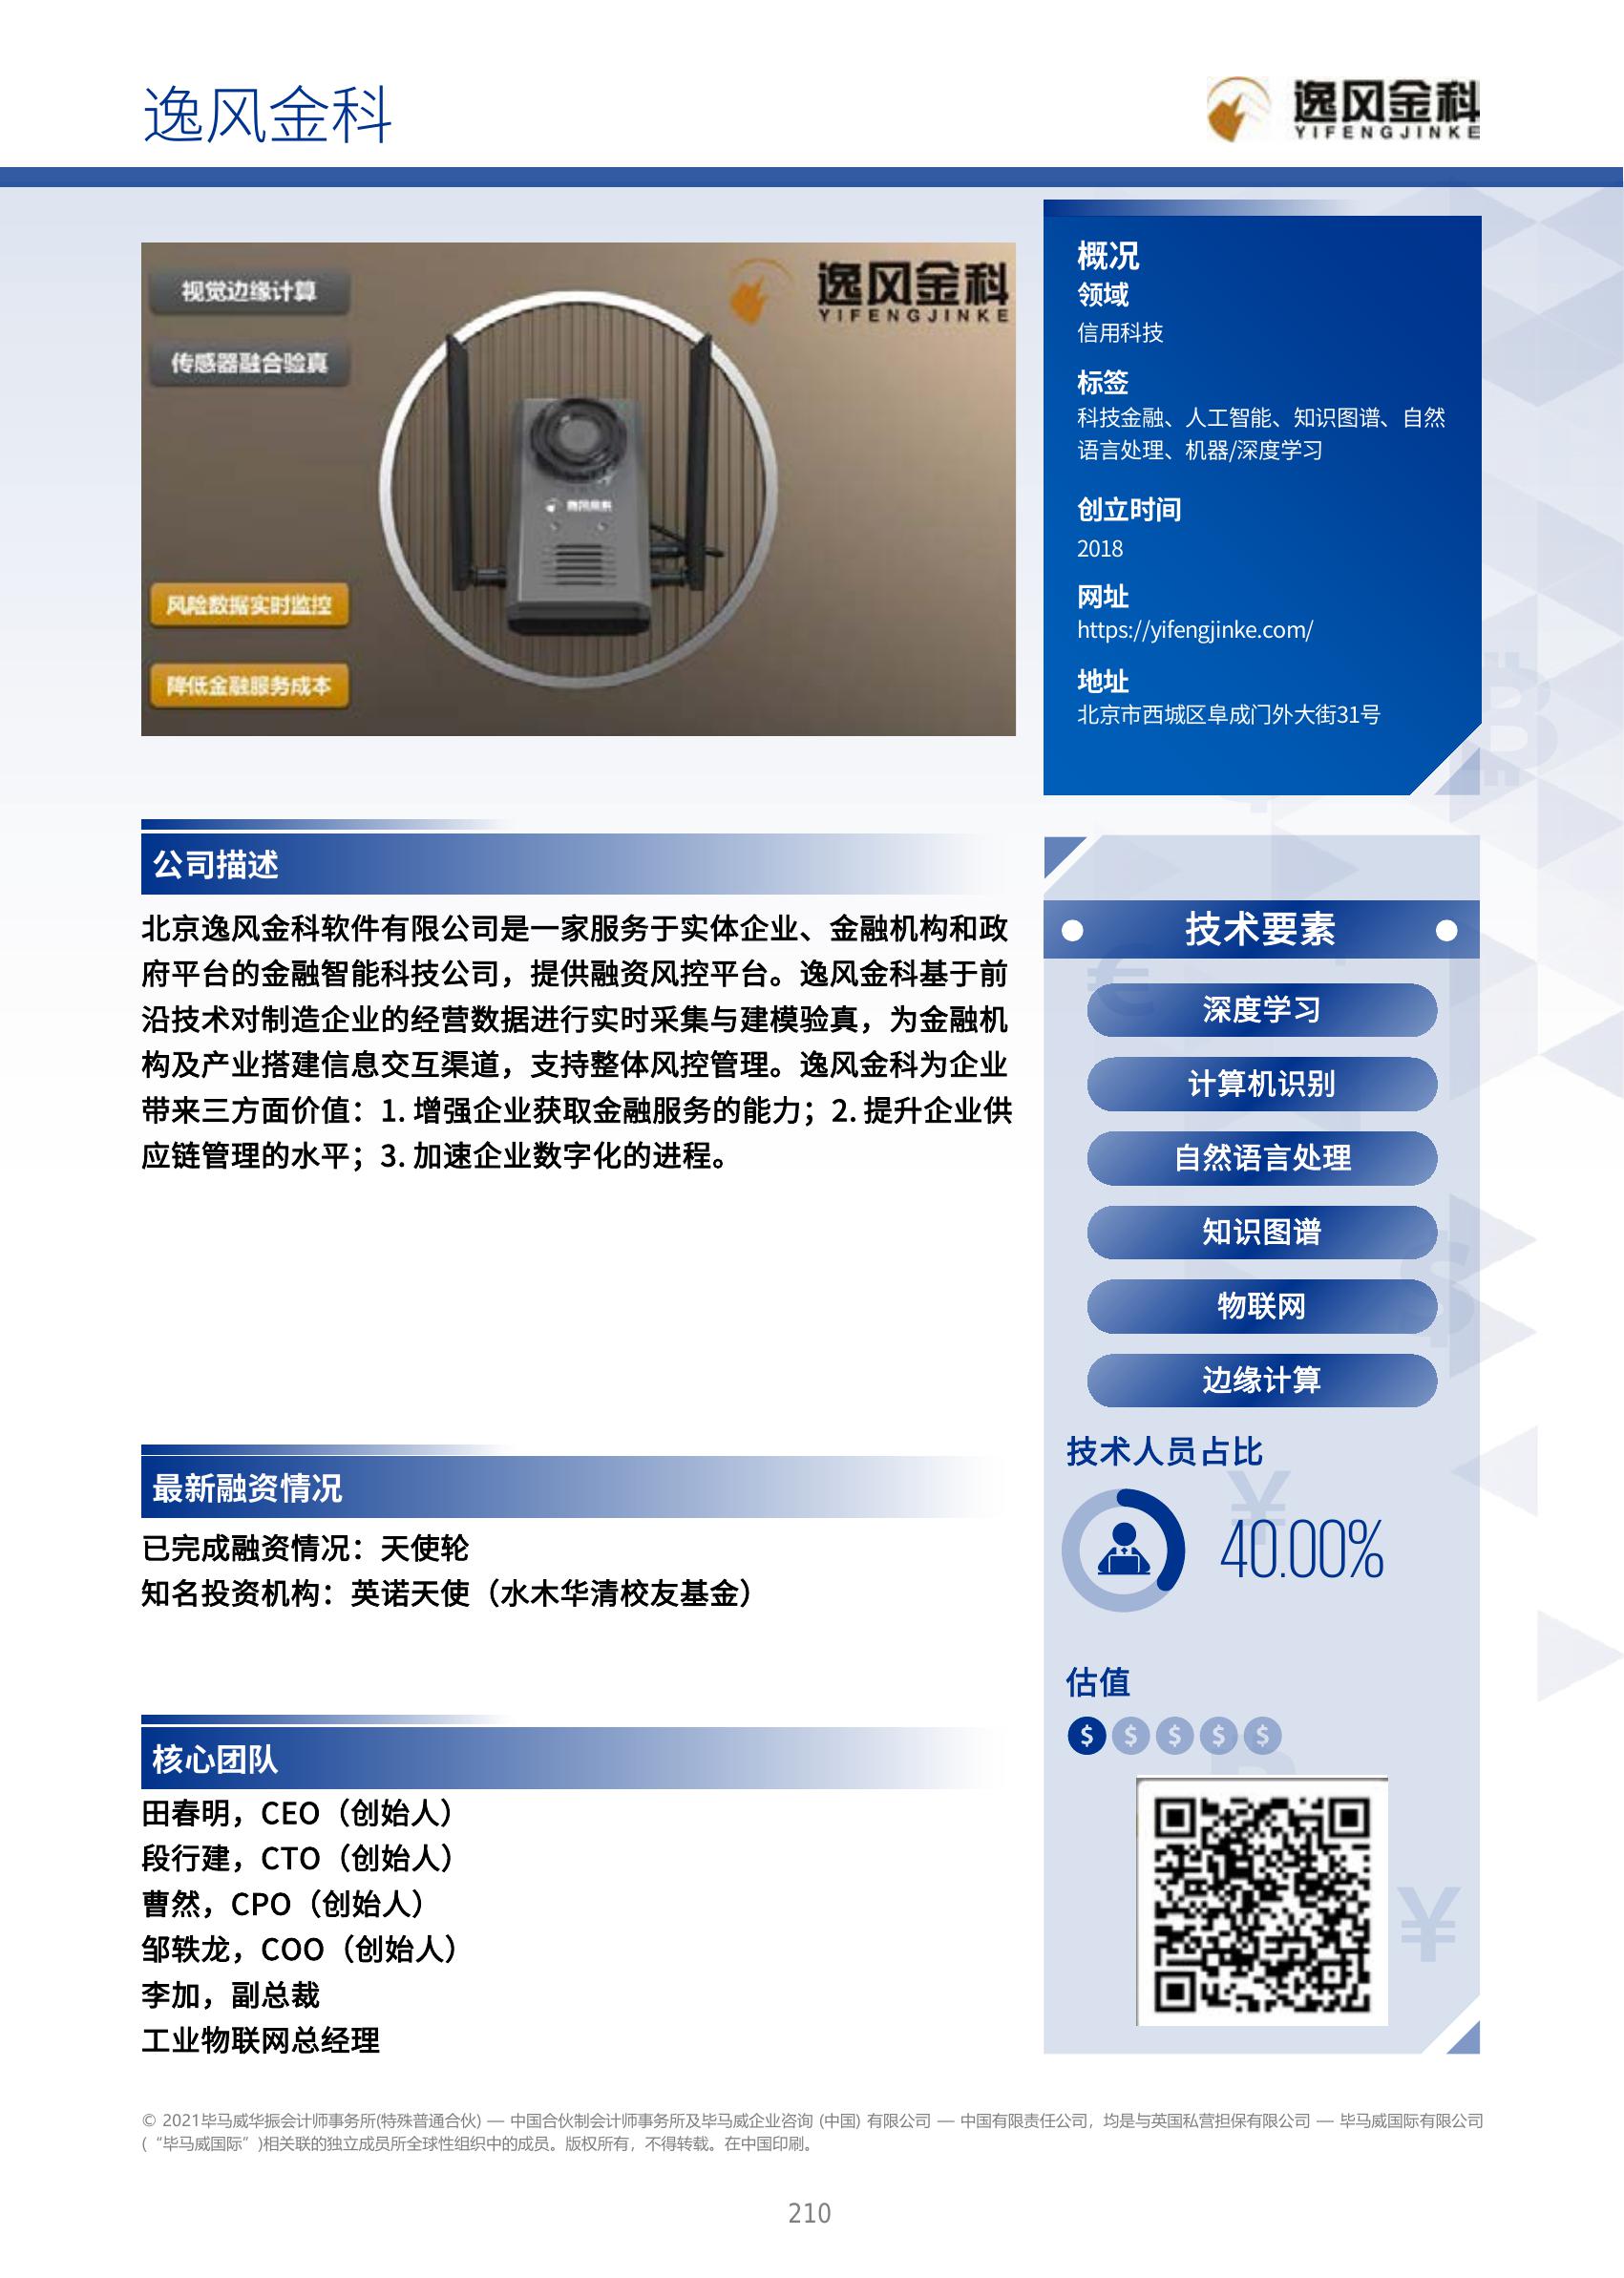 逸风金科
逸风金科
YIFENGJINKE
视觉边缘计算
传感器融合验真
风险数据实时监控
降低金融服务成本
逸风金科
YIFENGJINKE
逸风金科
概况
领域
信用科技
标签
科技金融、人工智能、知识图谱、自然
语言处理、机器/深度学习
创立时间
2018
网址
https://yifengjinke.com/
地址
北京市西城区阜成门外大街31号
公司描述
北京逸风金科软件有限公司是一家服务于实体企业、金融机构和政
府平台的金融智能科技公司，提供融资风控平台。逸风金科基于前
沿技术对制造企业的经营数据进行实时采集与建模验真，为金融机
构及产业搭建信息交互渠道，支持整体风控管理。逸风金科为企业
带来三方面价值：1. 增强企业获取金融服务的能力；2. 提升企业供
应链管理的水平；3. 加速企业数字化的进程。
最新融资情况
已完成融资情况：天使轮
知名投资机构：英诺天使（水木华清校友基金）
核心团队
田春明，CEO（创始人）
段行建，CTO（创始人）
曹然，CPO（创始人）
邹轶龙，COO（创始人）
李加，副总裁
工业物联网总经理
技术要素
深度学习
计算机识别
自然语言处理
知识图谱
物联网
边缘计算
技术人员占比
40.00%
估值
$ $ $ $ $
© 2021毕马威华振会计师事务所(特殊普通合伙) — 中国合伙制会计师事务所及毕马威企业咨询 (中国) 有限公司 — 中国有限责任公司，均是与英国私营担保有限公司 — 毕马威国际有限公司
(“毕马威国际”)相关联的独立成员所全球性组织中的成员。版权所有，不得转载。在中国印刷。
210